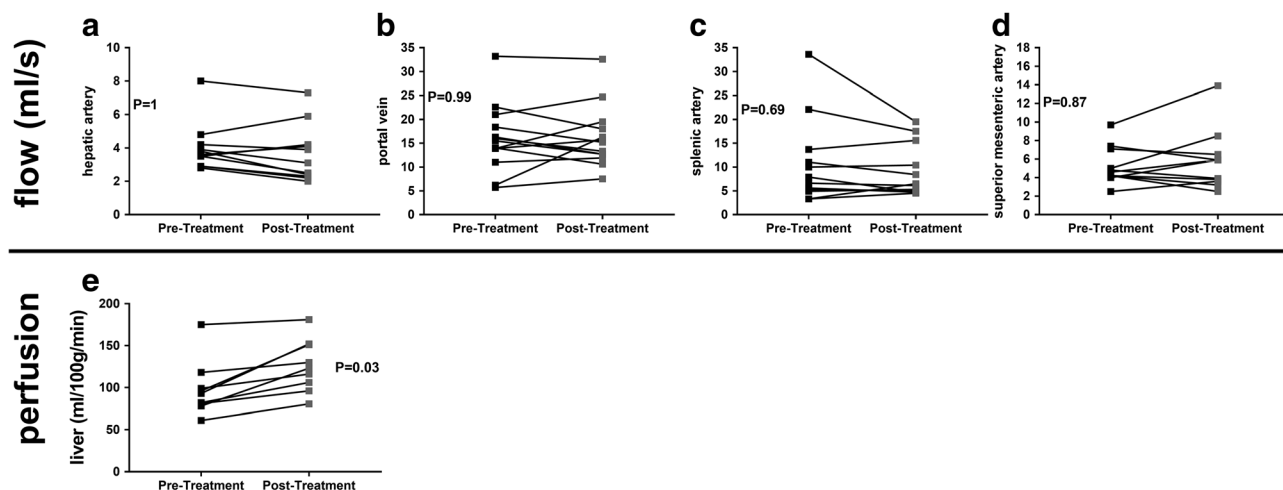 flow (ml/s)
a
hepatic artery
10
8
6
4
2
0
P=1
Pre-Treatment Post-Treatment
b
portal vein
35
30
25
20
15
10
5
0
P=0.99
Pre-Treatment Post-Treatment
c
splenic artery
35
30
25
20
15
10
5
0
P=0.69
Pre-Treatment Post-Treatment
d
superior mesenteric artery
18
16
14
12
10
8
6
4
2
0
P=0.87
Pre-Treatment Post-Treatment
perfusion
e
liver (ml/100g/min)
200
150
100
50
0
P=0.03
Pre-Treatment Post-Treatment